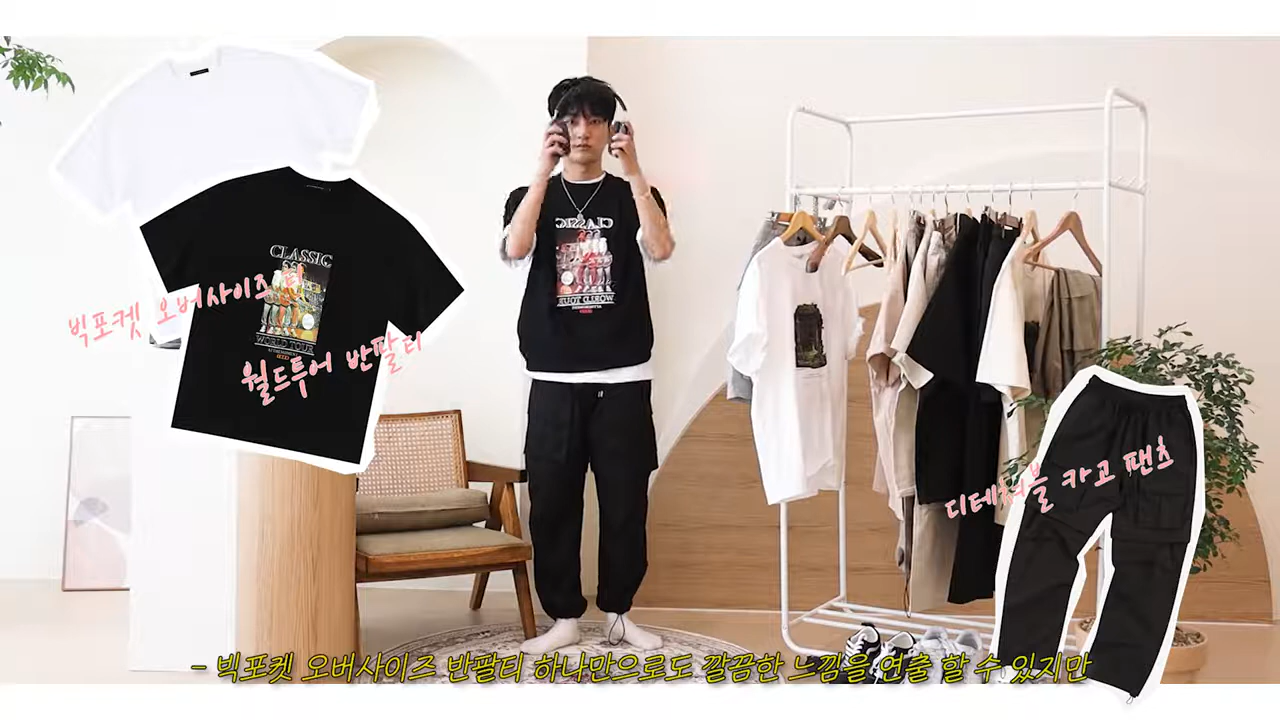 CLASSIC
WORLD TOUR
빅포켓 오버사이즈
월드투어 반팔티
CLASSIC
WORLD TOUR
디테쳐블 카고 팬츠
- 빅포켓 오버사이즈 반팔티 하나만으로도 깔끔한 느낌을 연출 할 수 있지만